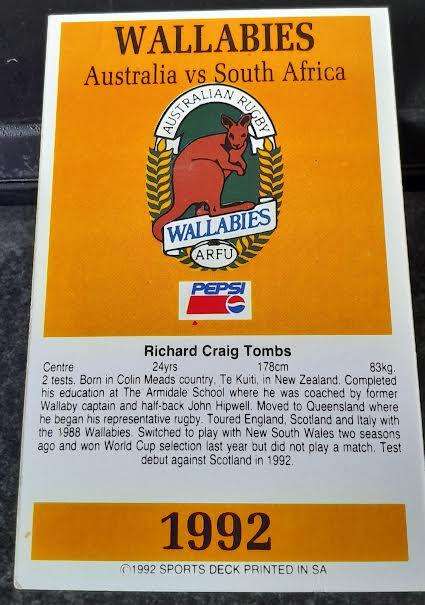 WALLABIES
Australia vs South Africa
AUSTRALIAN RUGBY
WALLABIES
ARFU
PEPSI
Richard Craig Tombs
Centre 24yrs 178cm 83kg.
2 tests. Born in Colin Meads country, Te Kuiti, in New Zealand. Completed
his education at The Armidale School where he was coached by former
Wallaby captain and half-back John Hipwell. Moved to Queensland where
he began his representative rugby. Toured England, Scotland and Italy with
the 1988 Wallabies. Switched to play with New South Wales two seasons
ago and won World Cup selection last year but did not play a match. Test
debut against Scotland in 1992.
1992
©1992 SPORTS DECK PRINTED IN SA